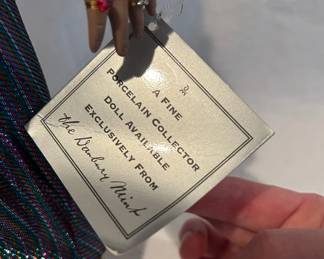 A FINE
PORCELAIN COLLECTOR
DOLL AVAILABLE
EXCLUSIVELY FROM
the Danbury Mint